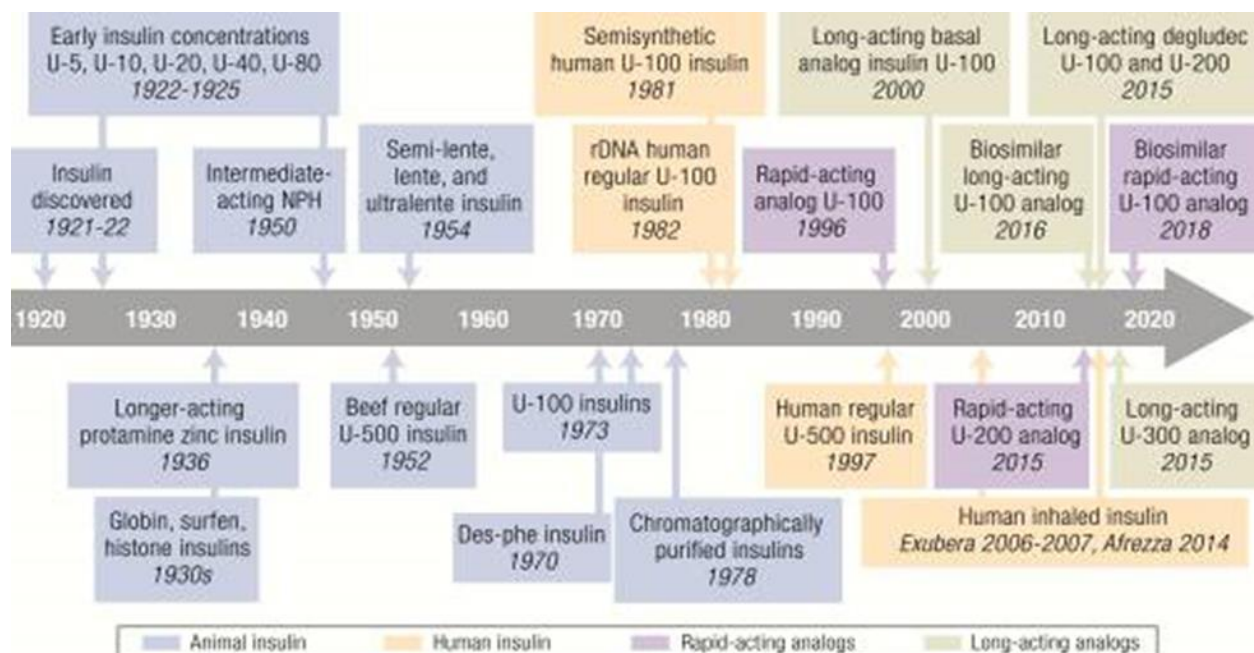 Early insulin concentrations
U-5, U-10, U-20, U-40, U-80
1922-1925
Semisynthetic
human U-100 insulin
1981
Long-acting basal
analog insulin U-100
2000
Long-acting degludec
U-100 and U-200
2015
Insulin
discovered
1921-22
Intermediate-
acting NPH
1950
Semi-lente,
lente, and
ultralente insulin
1954
rDNA human
regular U-100
insulin
1982
Rapid-acting
analog U-100
1996
Biosimilar
long-acting
U-100 analog
2016
Biosimilar
rapid-acting
U-100 analog
2018
1920 1930 1940 1950 1960 1970 1980 1990 2000 2010 2020
Longer-acting
protamine zinc insulin
1936
Beef regular
U-500 insulin
1952
U-100 insulins
1973
Human regular
U-500 insulin
1997
Rapid-acting
U-200 analog
2015
Long-acting
U-300 analog
2015
Globin, surfen,
histone insulins
1930s
Des-phe insulin
1970
Chromatographically
purified insulins
1978
Human inhaled insulin
Exubera 2006-2007, Afrezza 2014
Animal insulin Human insulin Rapid-acting analogs Long-acting analogs